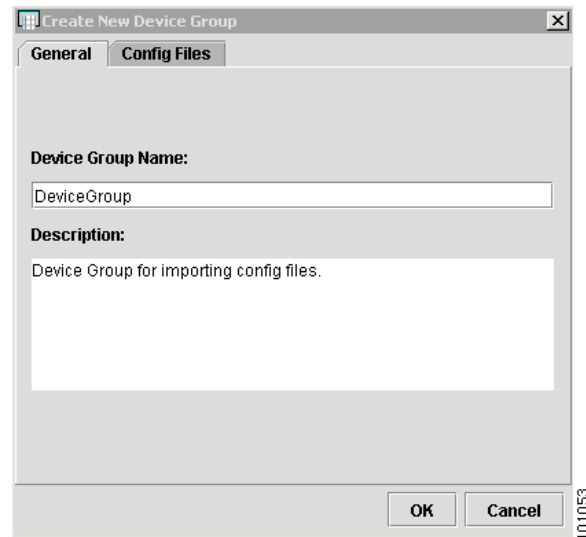 Create New Device Group
General Config Files
Device Group Name:
DeviceGroup
Description:
Device Group for importing config files.
OK Cancel
101053